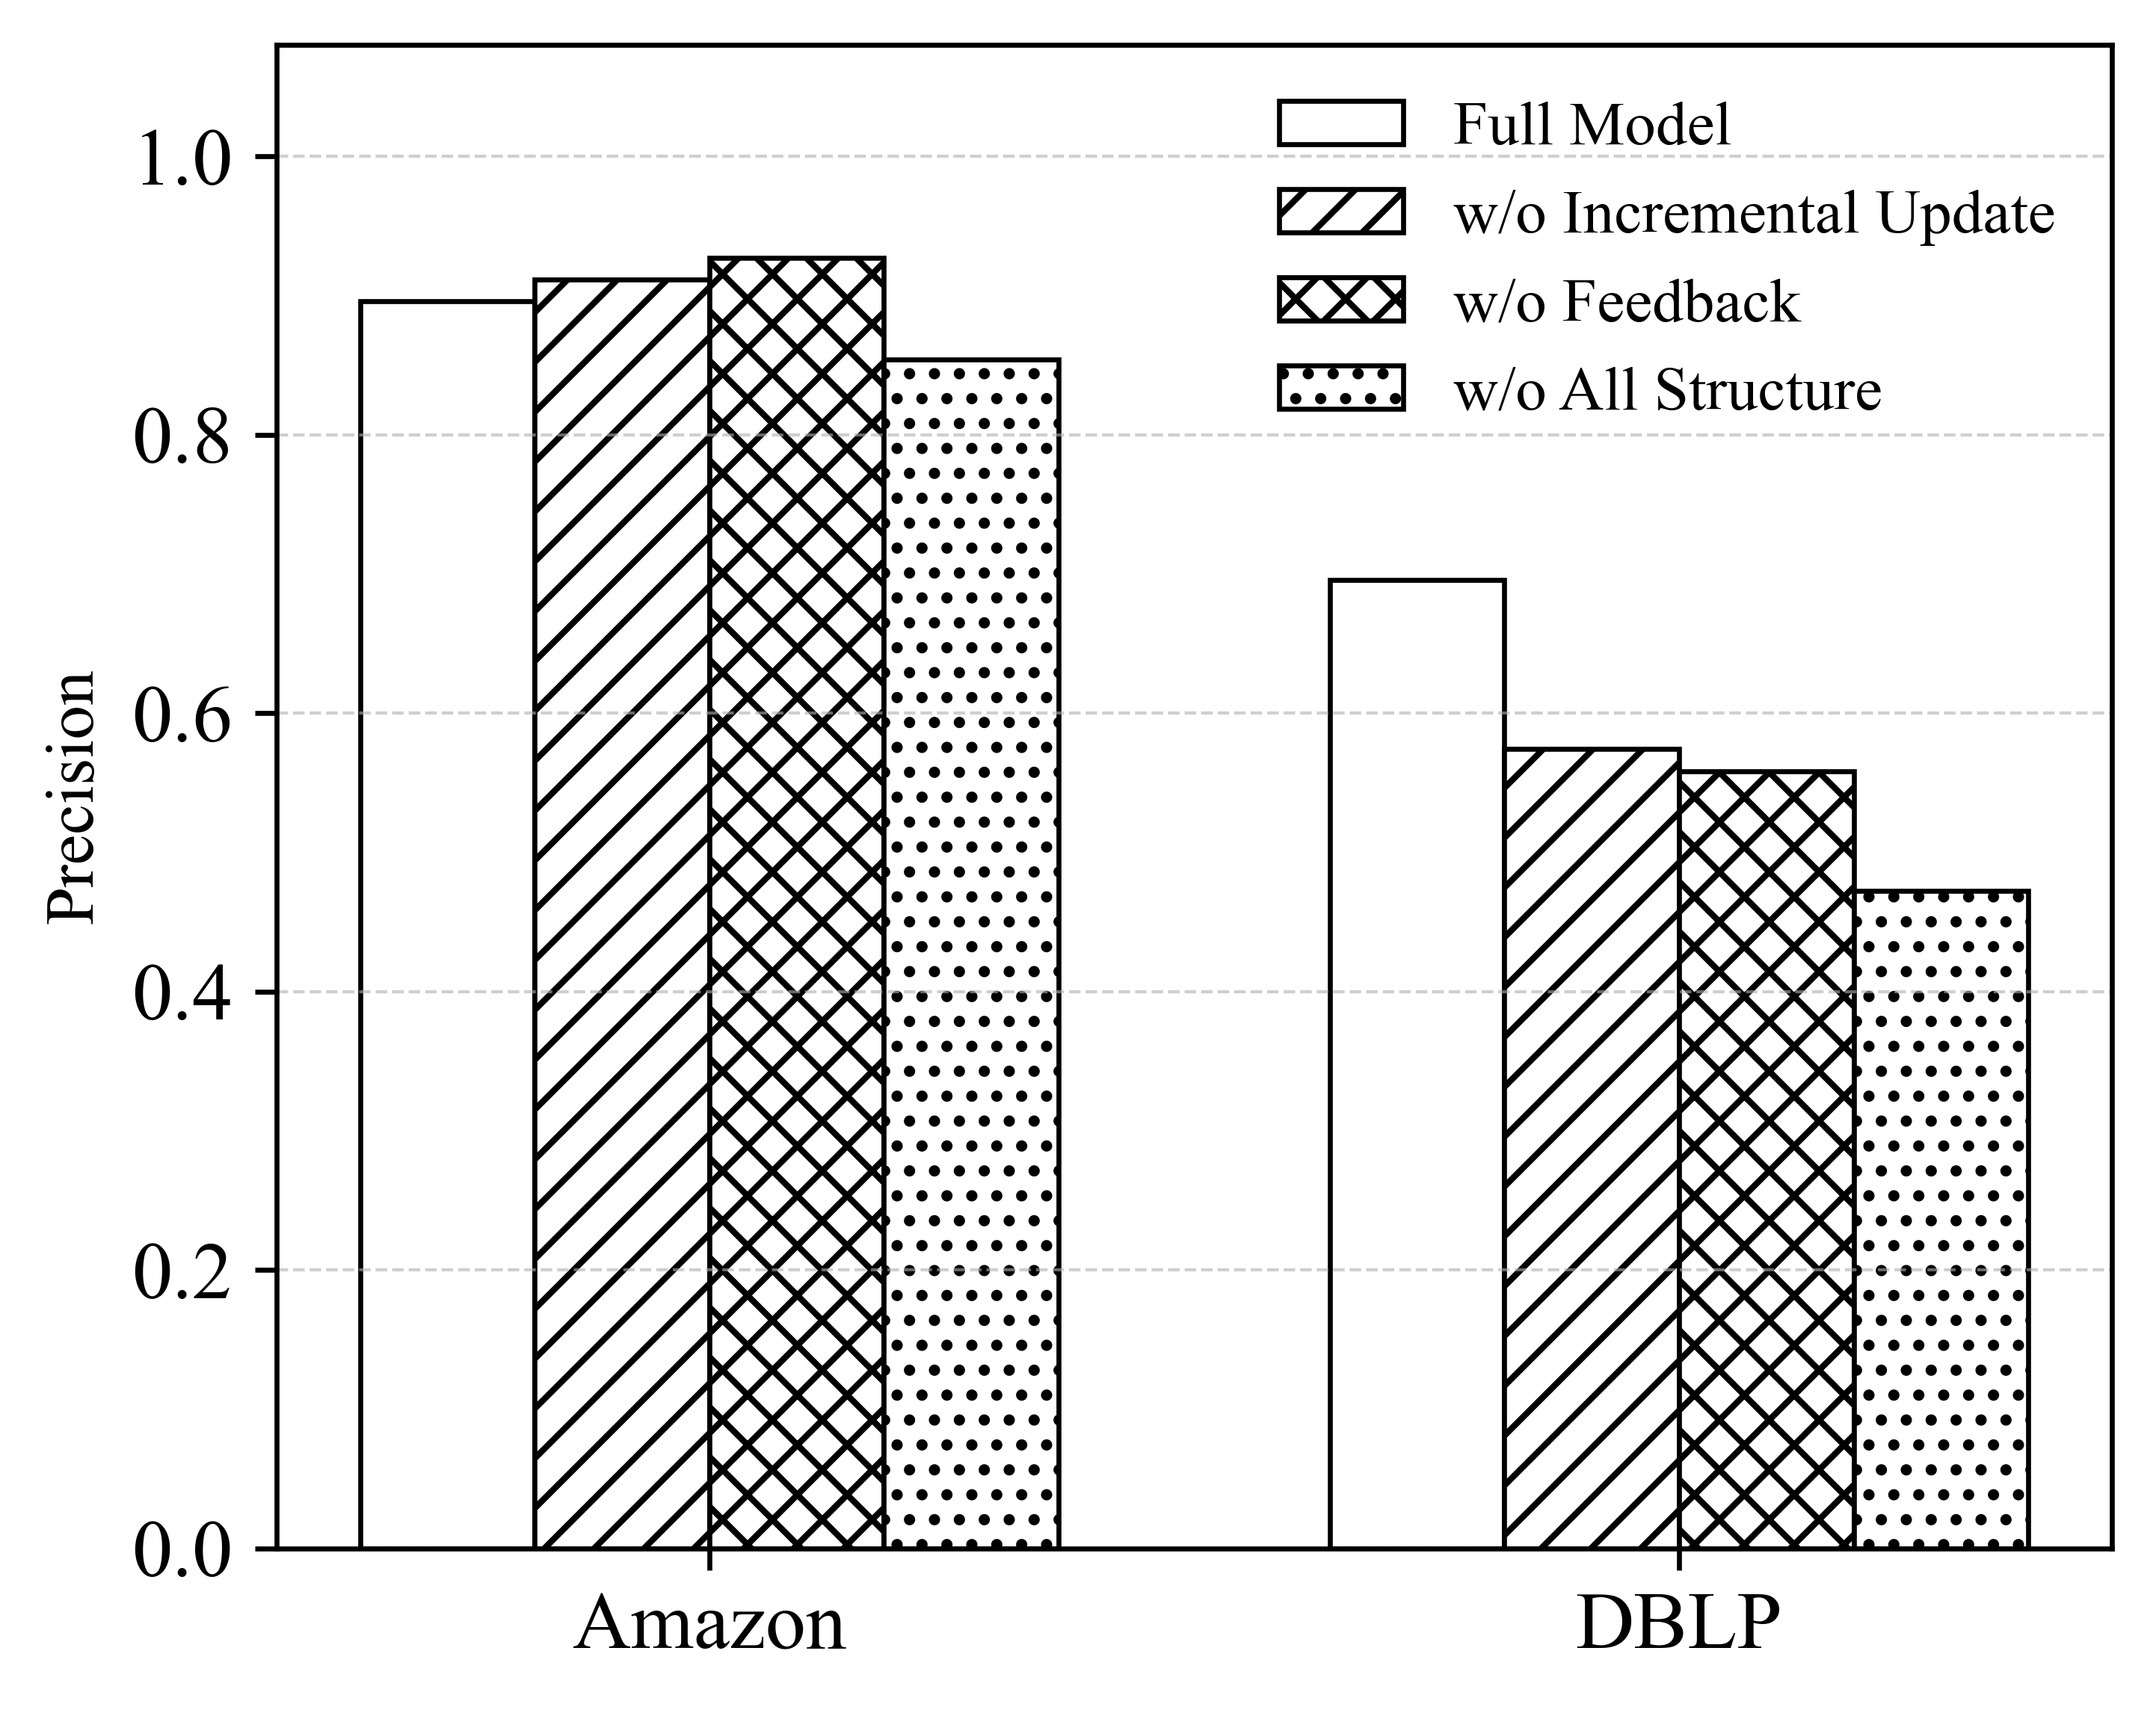 1.0
0.8
0.6
0.4
0.2
0.0
Precision
Full Model
w/o Incremental Update
w/o Feedback
w/o All Structure
Amazon
DBLP